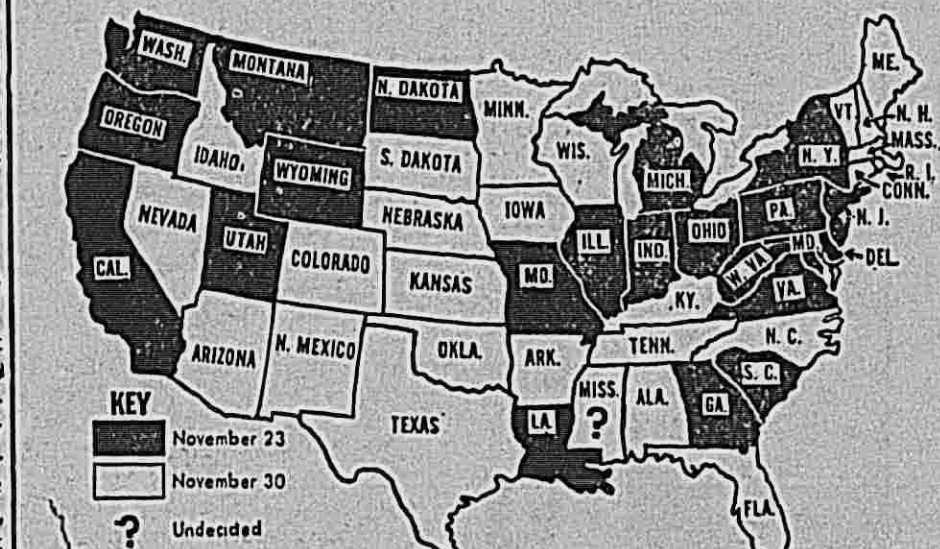 WASH.
MONTANA
N. DAKOTA
MINN.
ME.
OREGON
IDAHO.
WYOMING
S. DAKOTA
WIS.
MICH.
VT.
N. H.
MASS.
N. Y.
R. I.
CONN.
NEVADA
UTAH
NEBRASKA
IOWA
ILL.
IND.
OHIO
PA.
N. J.
CAL.
COLORADO
KANSAS
MO.
W. VA
MD.
DEL.
KY.
VA.
ARIZONA
N. MEXICO
OKLA.
ARK.
TENN.
N. C.
S. C.
TEXAS
LA.
MISS.
?
ALA.
GA.
FLA.
KEY
November 23
November 30
? Undecided